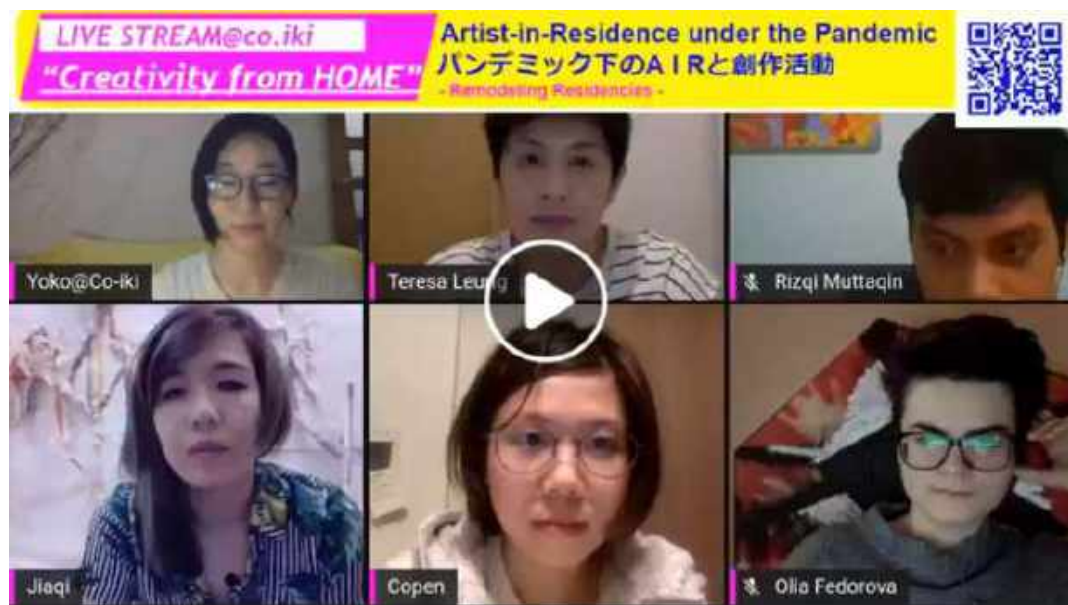 LIVE STREAM@co.iki
"Creativity from HOME"
Artist-in-Residence under the Pandemic
パンデミック下のAIRと創作活動
- Remodeling Residencies -
Yoko@Co-iki
Teresa Leung
Rizqi Muttaqin
Jiaqi
Copen
Olia Fedorova